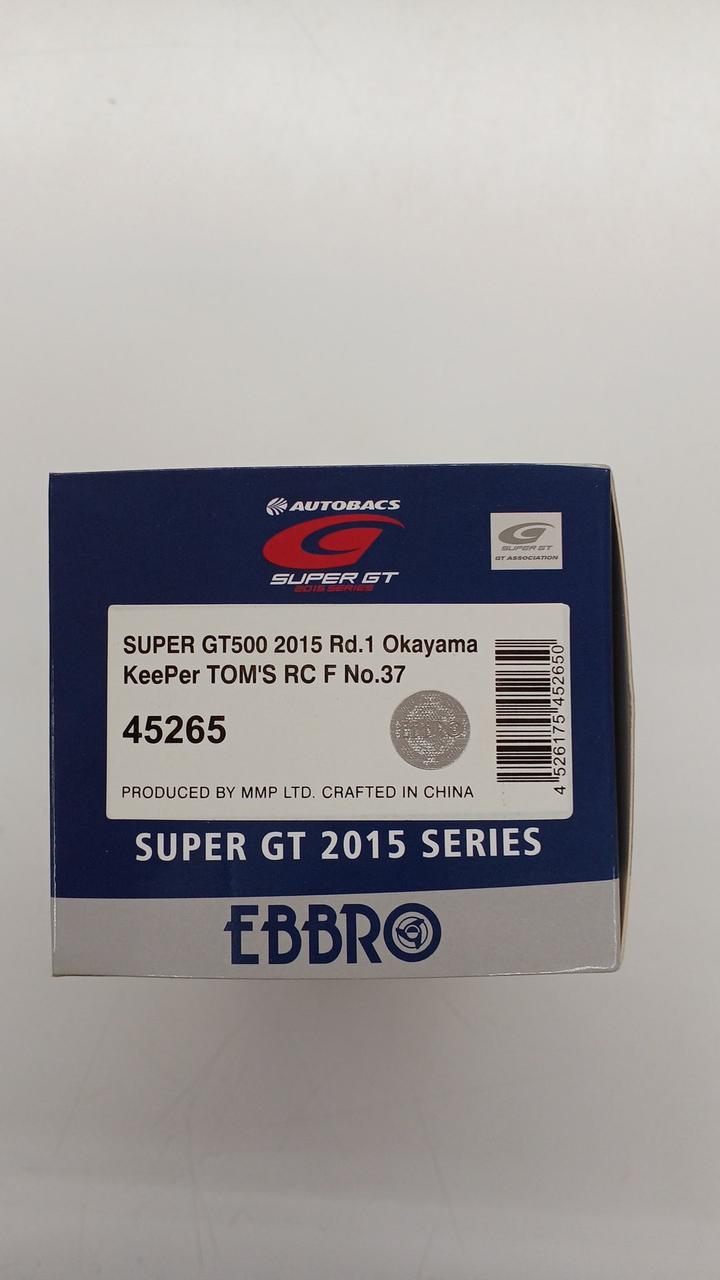 AUTOBACS
SUPER GT
2015 SERIES
SUPER GT
GT ASSOCIATION
SUPER GT500 2015 Rd.1 Okayama
KeePer TOM'S RC F No.37
45265
EBBRO
PRODUCED BY MMP LTD. CRAFTED IN CHINA
4 526175 452650
SUPER GT 2015 SERIES
EBBRO